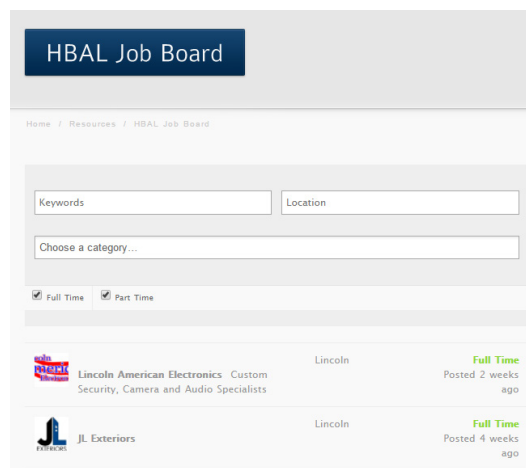 HBAL Job Board
Home / Resources / HBAL Job Board
Keywords
Location
Choose a category...
Full Time
Part Time
Lincoln American Electronics Custom
Security, Camera and Audio Specialists
Lincoln
Full Time
Posted 2 weeks
ago
JL
EXTERIORS
JL Exteriors
Lincoln
Full Time
Posted 4 weeks
ago